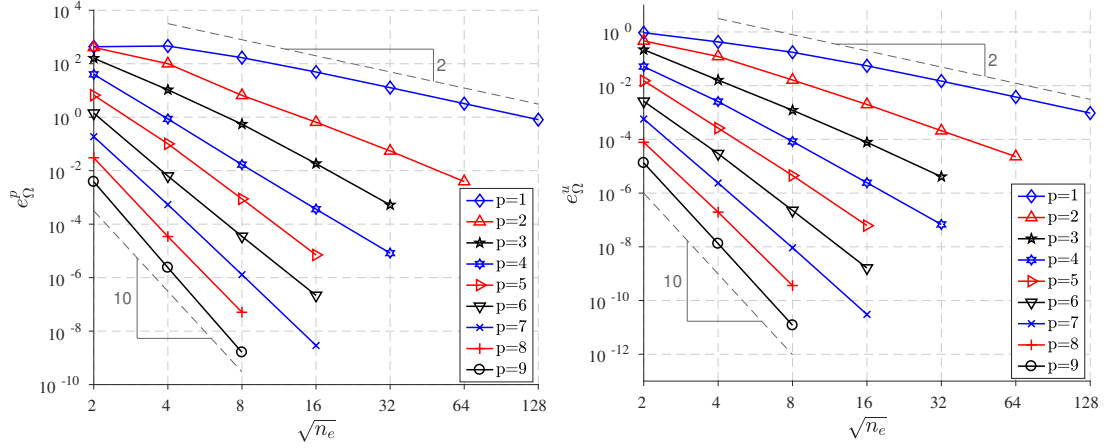 10^4
10^2
10^0
10^-2
10^-4
10^-6
10^-8
10^-10
e_Ω^p
2
10
p=1
p=2
p=3
p=4
p=5
p=6
p=7
p=8
p=9
2 4 8 16 32 64 128
√n_e
10^0
10^-2
10^-4
10^-6
10^-8
10^-10
10^-12
e_Ω^u
2
10
p=1
p=2
p=3
p=4
p=5
p=6
p=7
p=8
p=9
2 4 8 16 32 64 128
√n_e